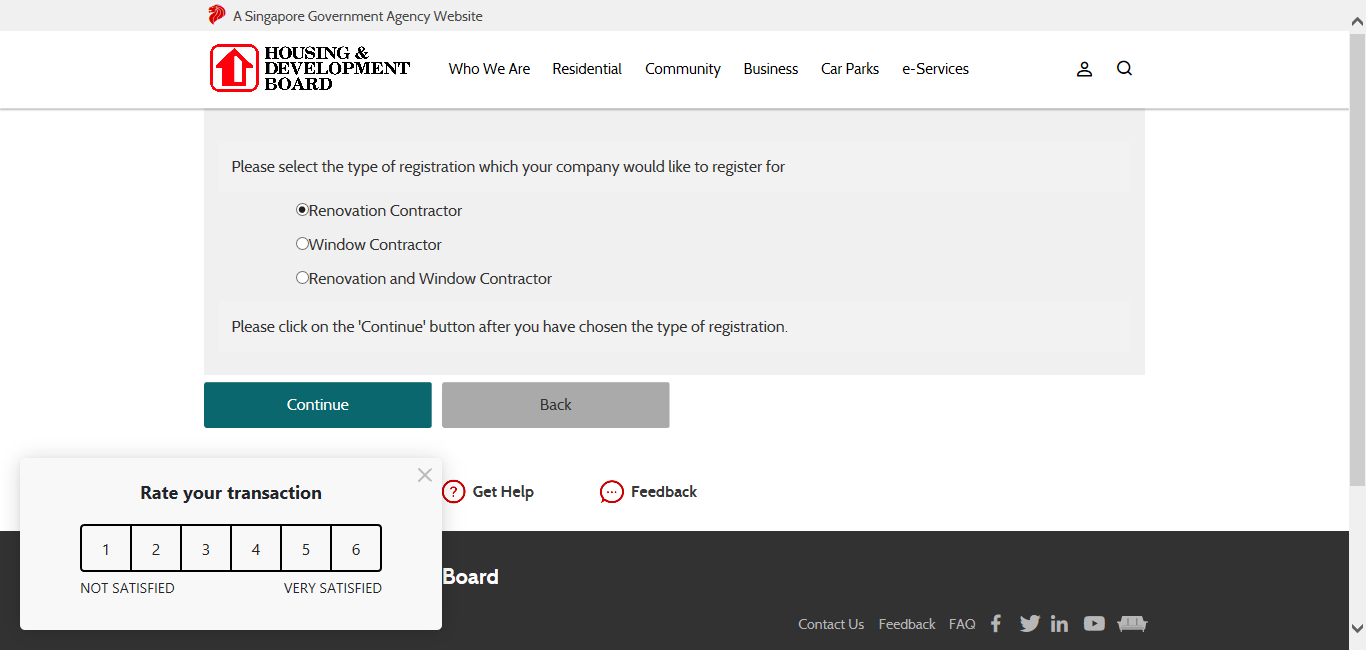 A Singapore Government Agency Website
HOUSING &
DEVELOPMENT
BOARD
Who We Are Residential Community Business Car Parks e-Services
Please select the type of registration which your company would like to register for
Renovation Contractor
Window Contractor
Renovation and Window Contractor
Please click on the 'Continue' button after you have chosen the type of registration.
Continue Back
Get Help Feedback
Rate your transaction
1 2 3 4 5 6
NOT SATISFIED VERY SATISFIED
Board
Contact Us Feedback FAQ